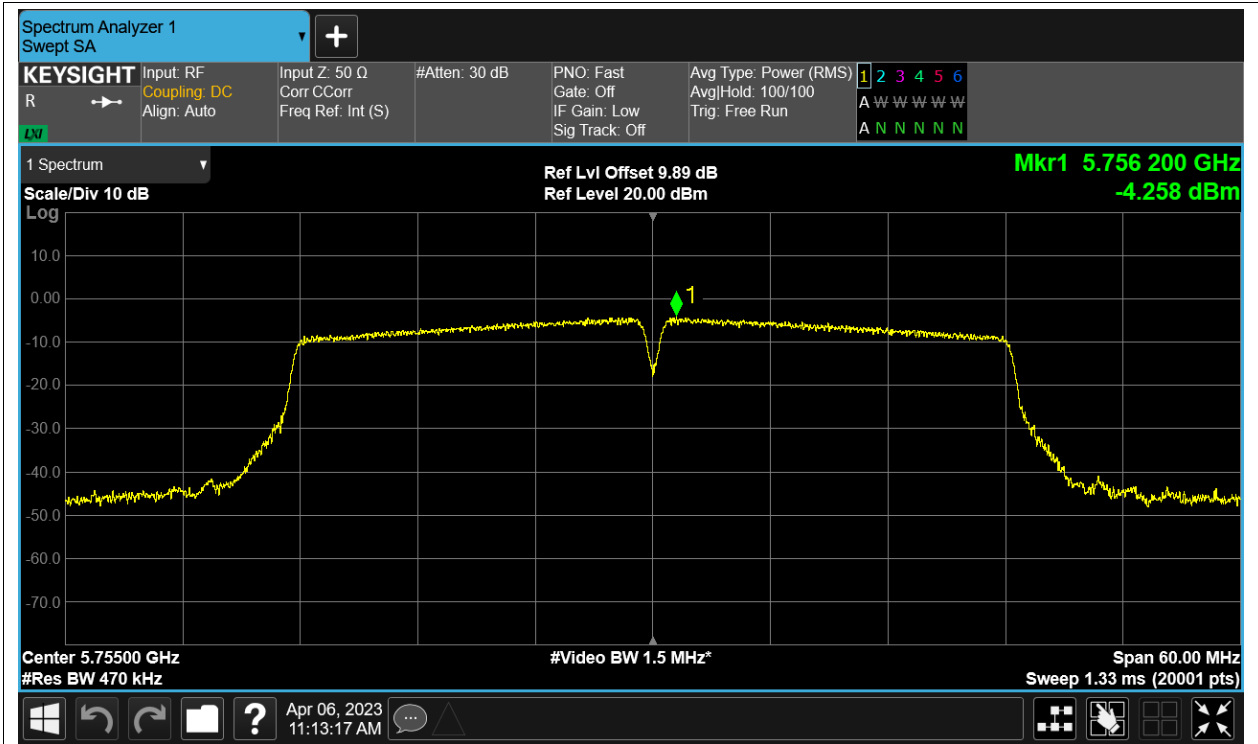 Spectrum Analyzer 1
Swept SA
KEYSIGHT
R
LXI
Input: RF
Coupling: DC
Align: Auto
Input Z: 50 Ω
Corr CCorr
Freq Ref: Int (S)
#Atten: 30 dB
PNO: Fast
Gate: Off
IF Gain: Low
Sig Track: Off
Avg Type: Power (RMS)
Avg|Hold: 100/100
Trig: Free Run
1 2 3 4 5 6
A W W W W W
A N N N N N
1 Spectrum
Scale/Div 10 dB
Log
Ref Lvl Offset 9.89 dB
Ref Level 20.00 dBm
Mkr1 5.756 200 GHz
-4.258 dBm
10.0
0.00
-10.0
-20.0
-30.0
-40.0
-50.0
-60.0
-70.0
1
Center 5.75500 GHz
#Res BW 470 kHz
#Video BW 1.5 MHz*
Span 60.00 MHz
Sweep 1.33 ms (20001 pts)
?
Apr 06, 2023
11:13:17 AM